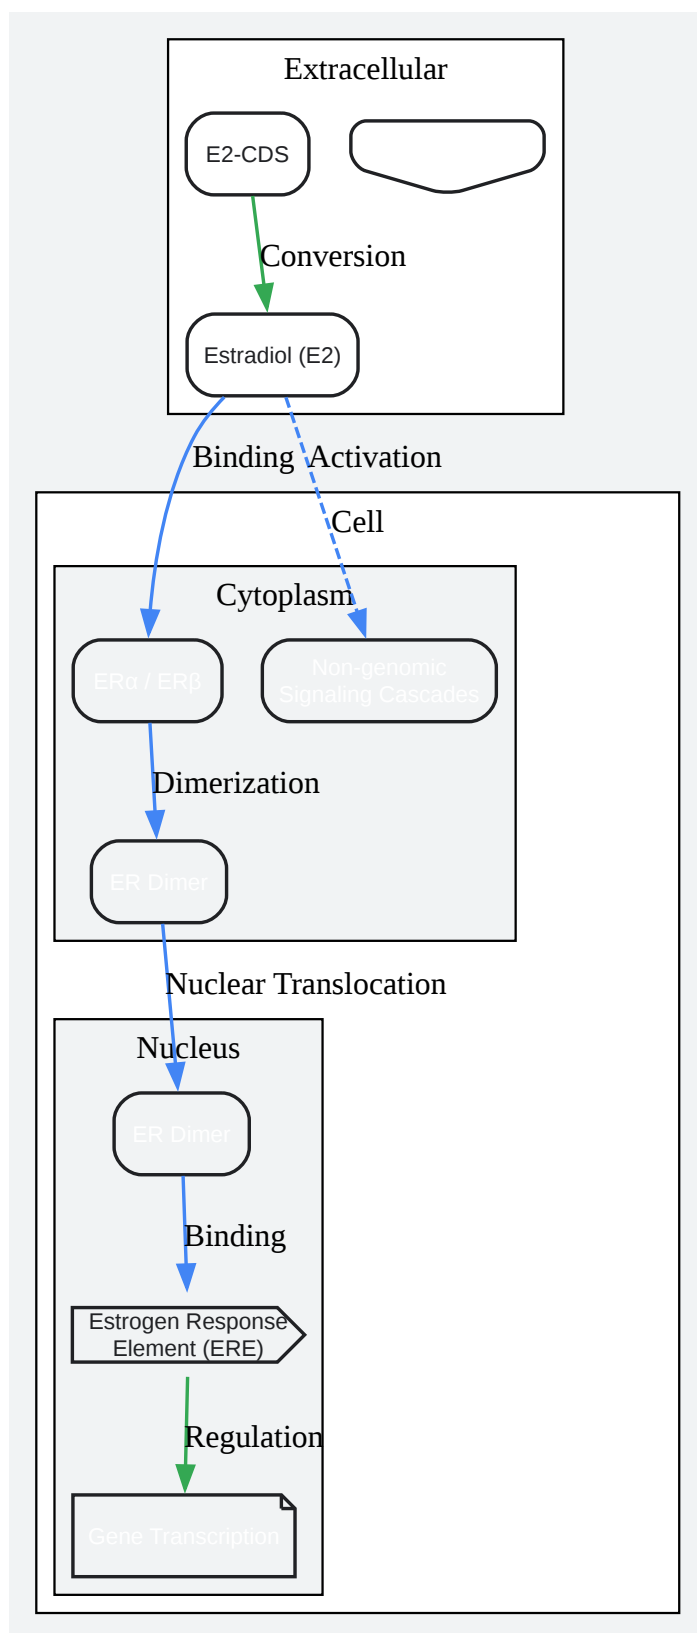 Extracellular
E2-CDS
Conversion
Estradiol (E2)
Binding
Activation
Cell
Cytoplasm
ERα / ERβ
Non-genomic
Signaling Cascades
Dimerization
ER Dimer
Nuclear Translocation
Nucleus
ER Dimer
Binding
Estrogen Response
Element (ERE)
Regulation
Gene Transcription